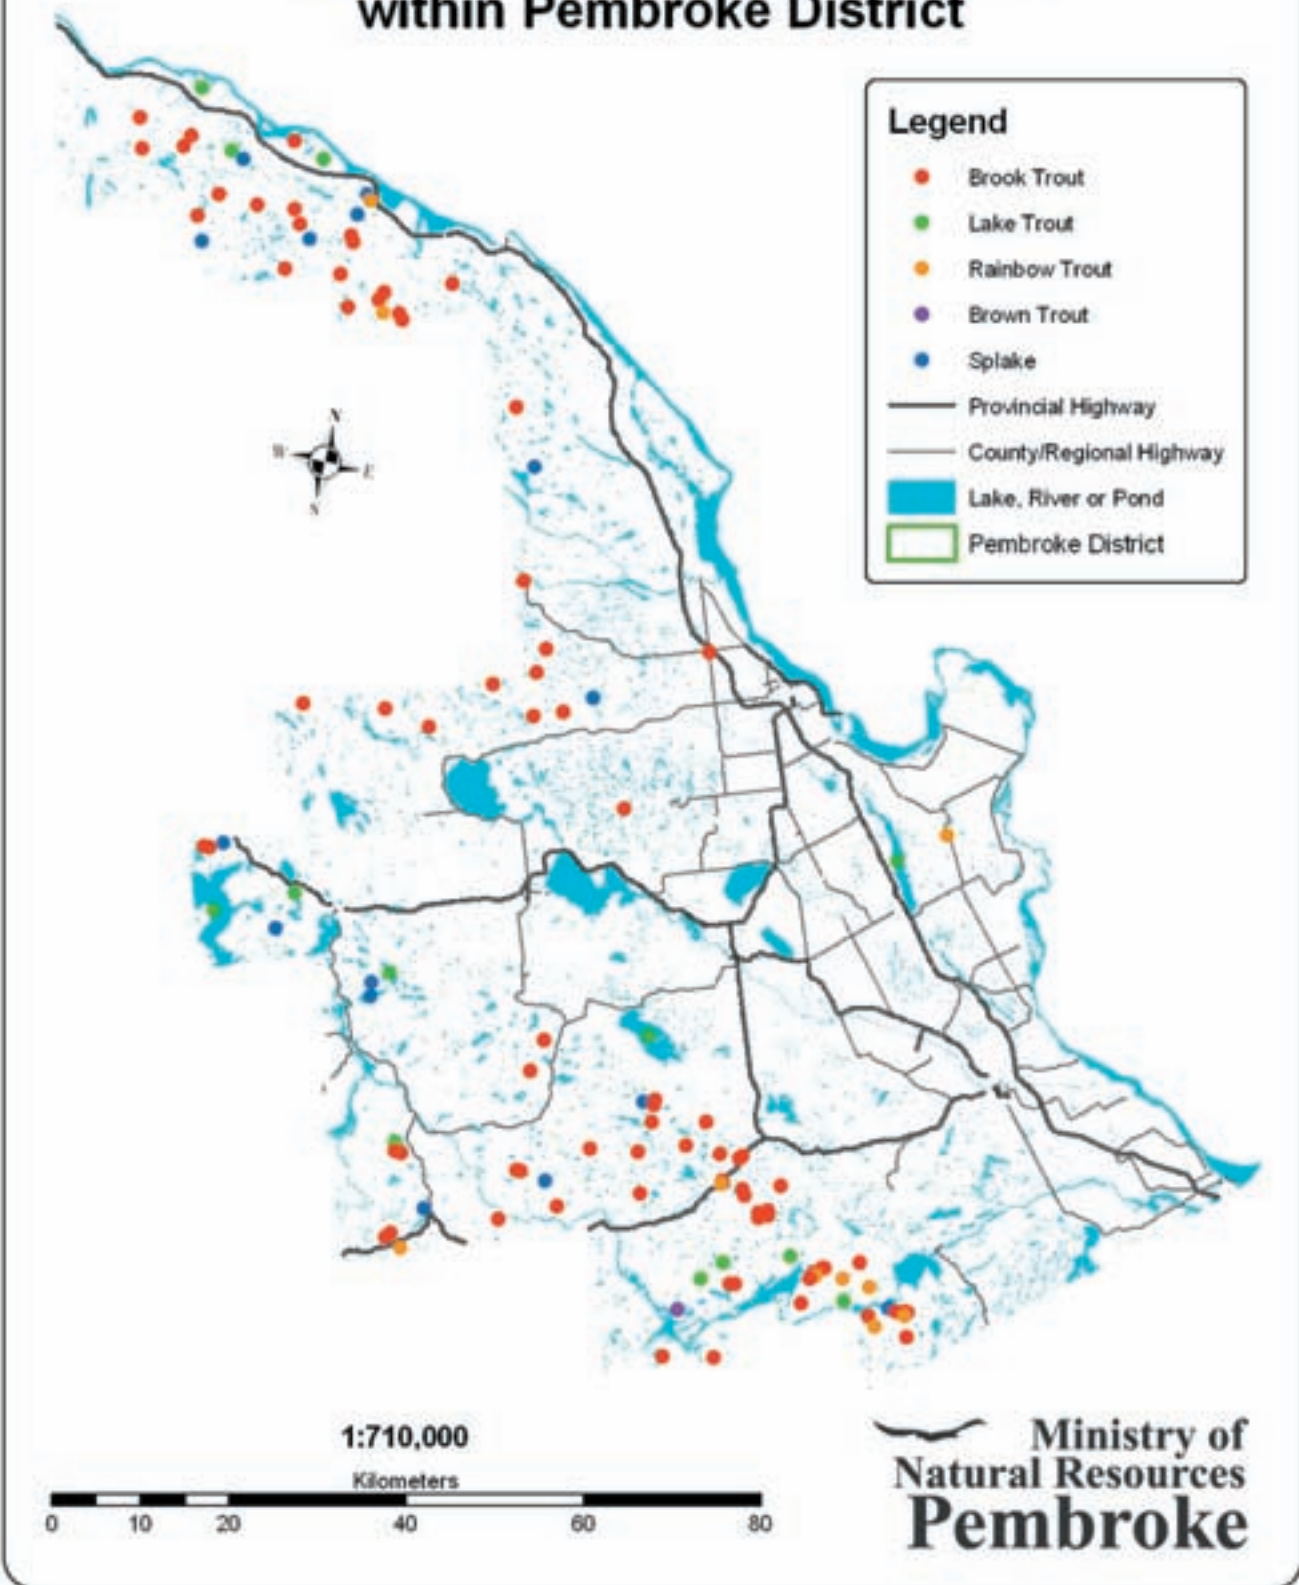 within Pembroke District
Legend
Brook Trout
Lake Trout
Rainbow Trout
Brown Trout
Splake
Provincial Highway
County/Regional Highway
Lake, River or Pond
Pembroke District
N
W E
S
1:710,000
Kilometers
0 10 20 40 60 80
Ministry of
Natural Resources
Pembroke